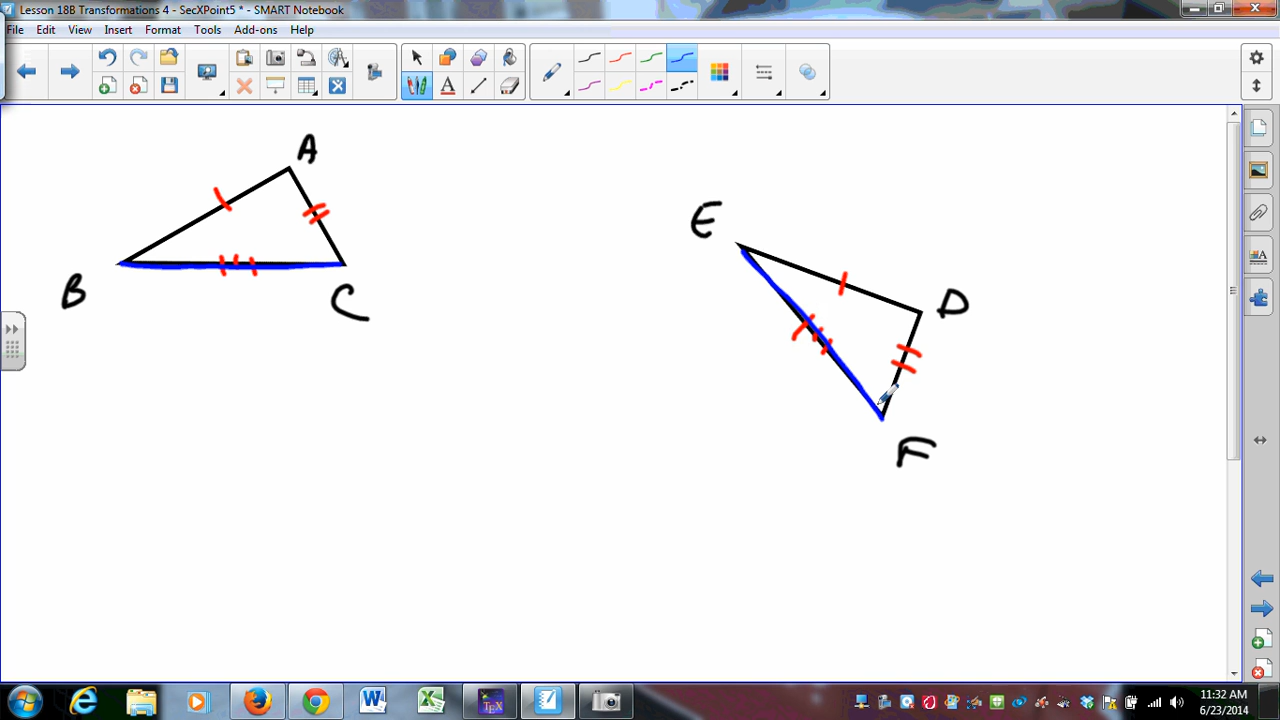 Lesson 18B Transformations 4 - SecXPoint5 * - SMART Notebook
File Edit View Insert Format Tools Add-ons Help
A
B
C
E
D
F
11:32 AM
6/23/2014